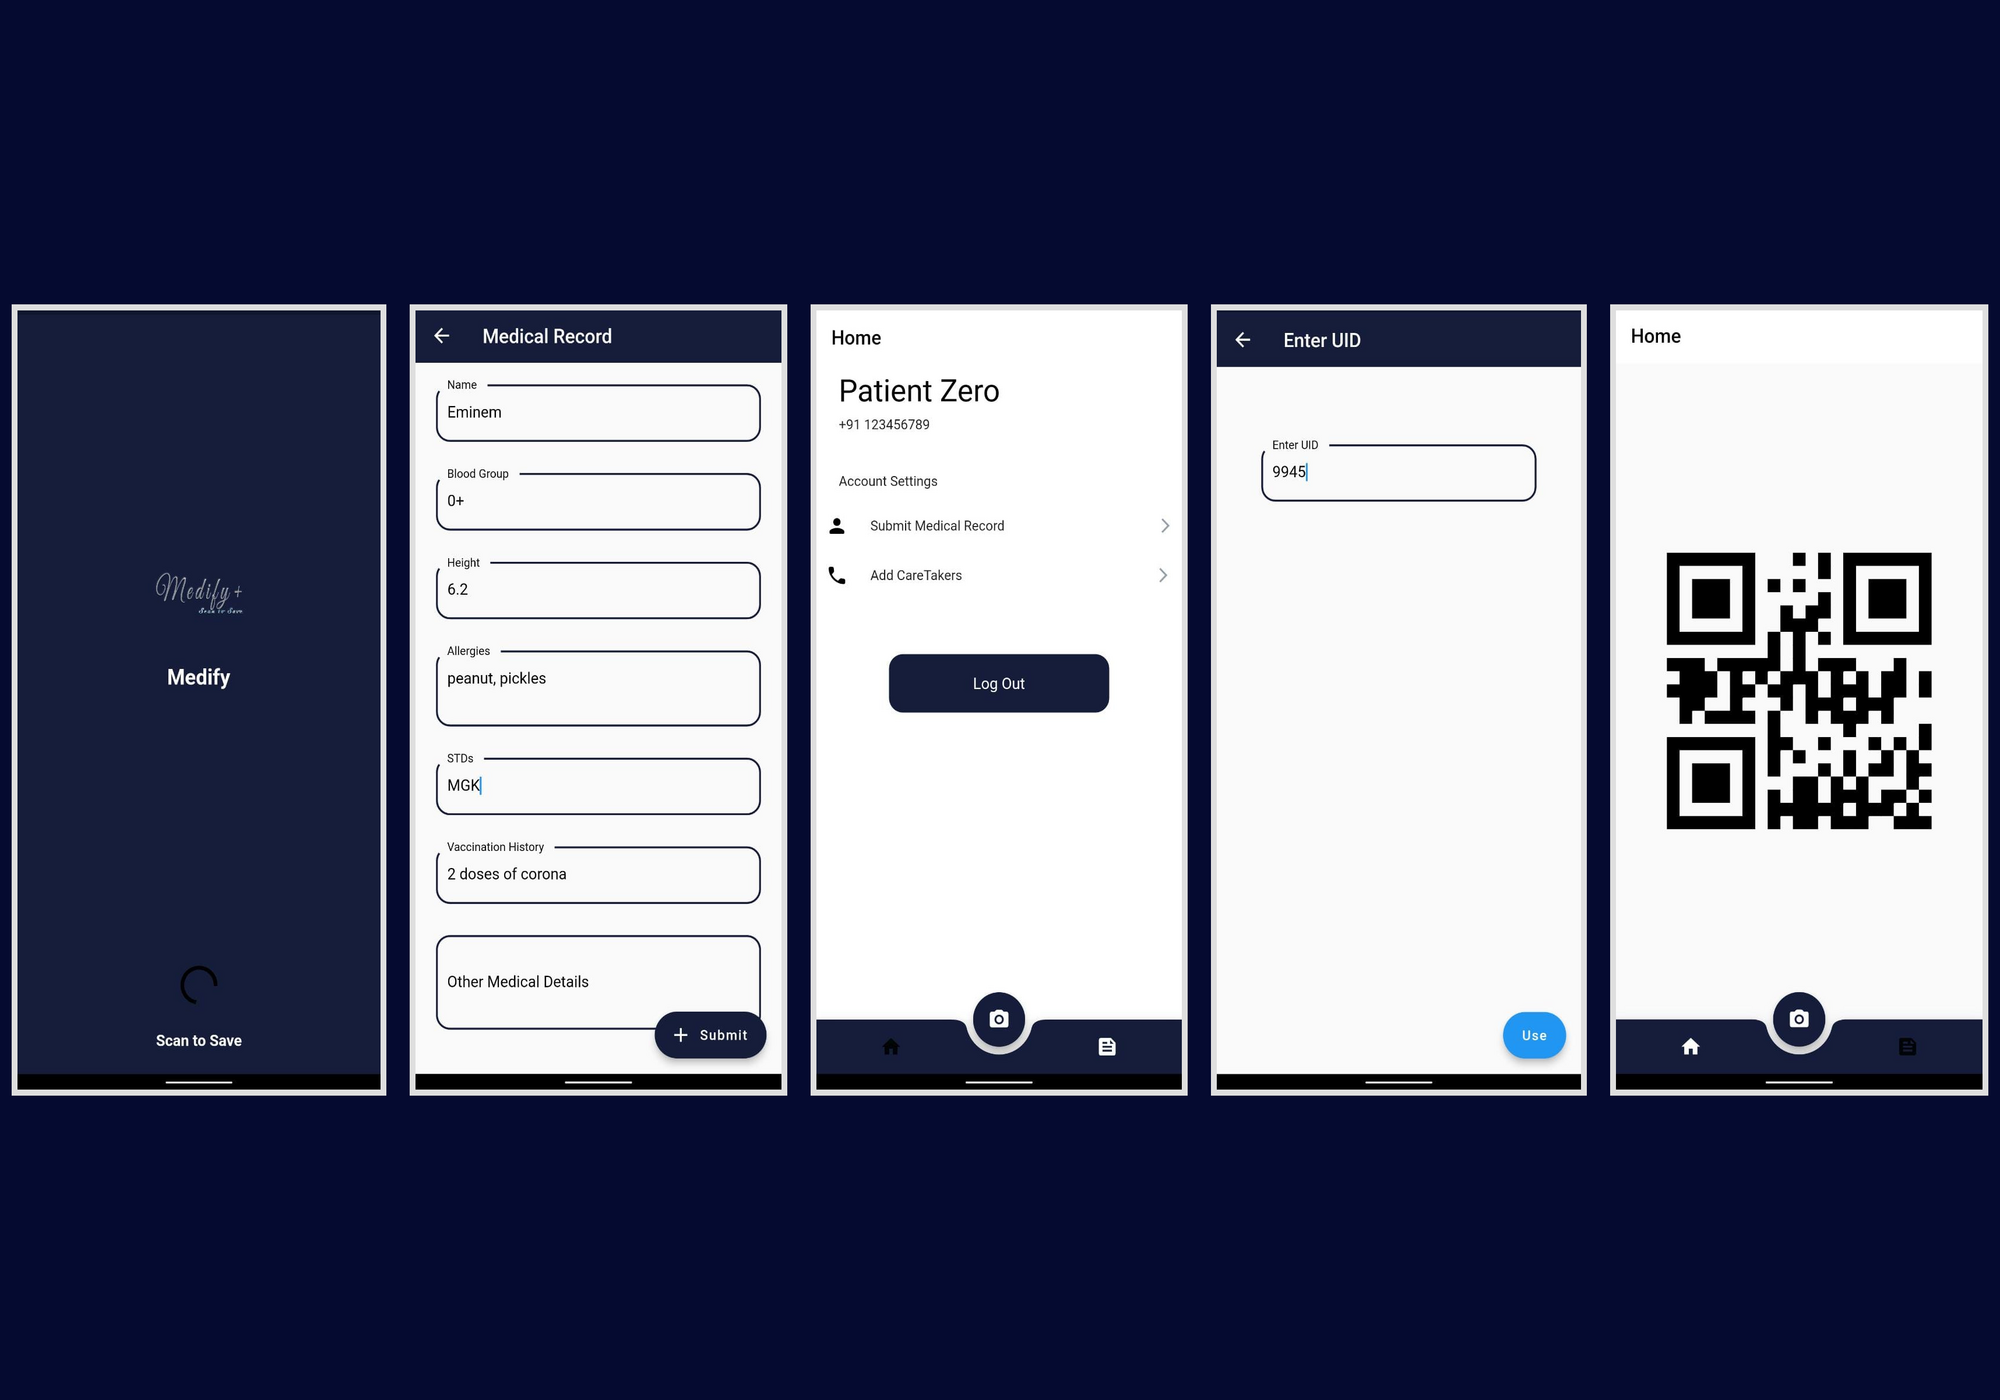 Medify+
Scan to Save
Medify
Scan to Save
Medical Record
Name
Eminem
Blood Group
0+
Height
6.2
Allergies
peanut, pickles
STDs
MGK
Vaccination History
2 doses of corona
Other Medical Details
+ Submit
Home
Patient Zero
+91 123456789
Account Settings
Submit Medical Record
Add CareTakers
Log Out
Enter UID
Enter UID
9945
Use
Home